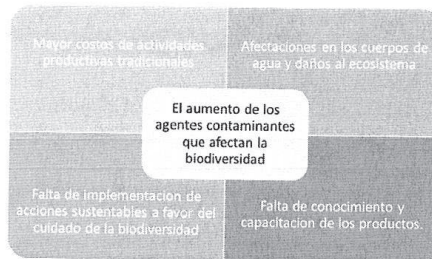 Mayor costos de actividades
productivas tradicionales
Afectaciones en los cuerpos de
agua y daños al ecosistema
El aumento de los
agentes contaminantes
que afectan la
biodiversidad
Falta de implementacion de
acciones sustentables a favor del
cuidado de la biodiversidad
Falta de conocimiento y
capacitacion de los productos.